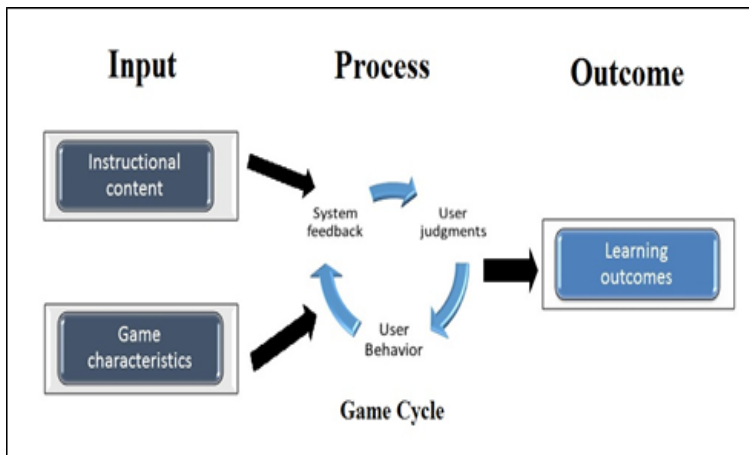 Input
Process
Outcome
Instructional
content
System
feedback
User
judgments
Learning
outcomes
Game
characteristics
User
Behavior
Game Cycle